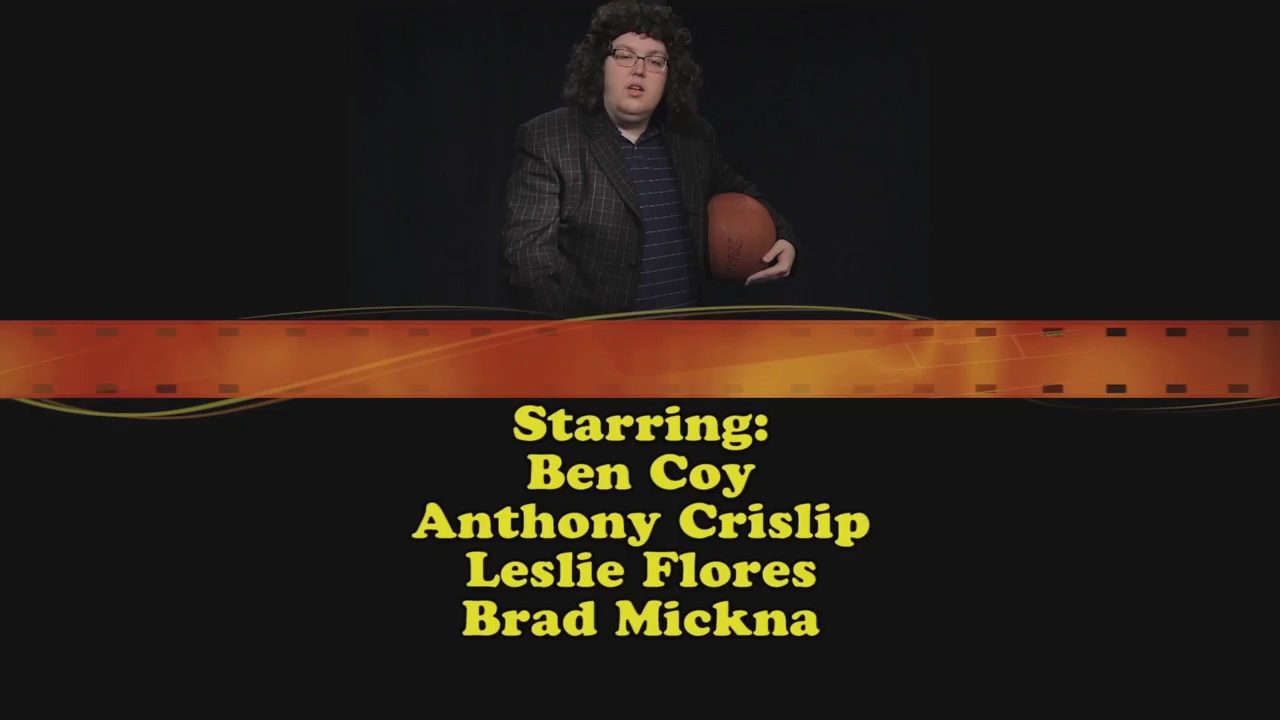 Starring:
Ben Coy
Anthony Crislip
Leslie Flores
Brad Mickna